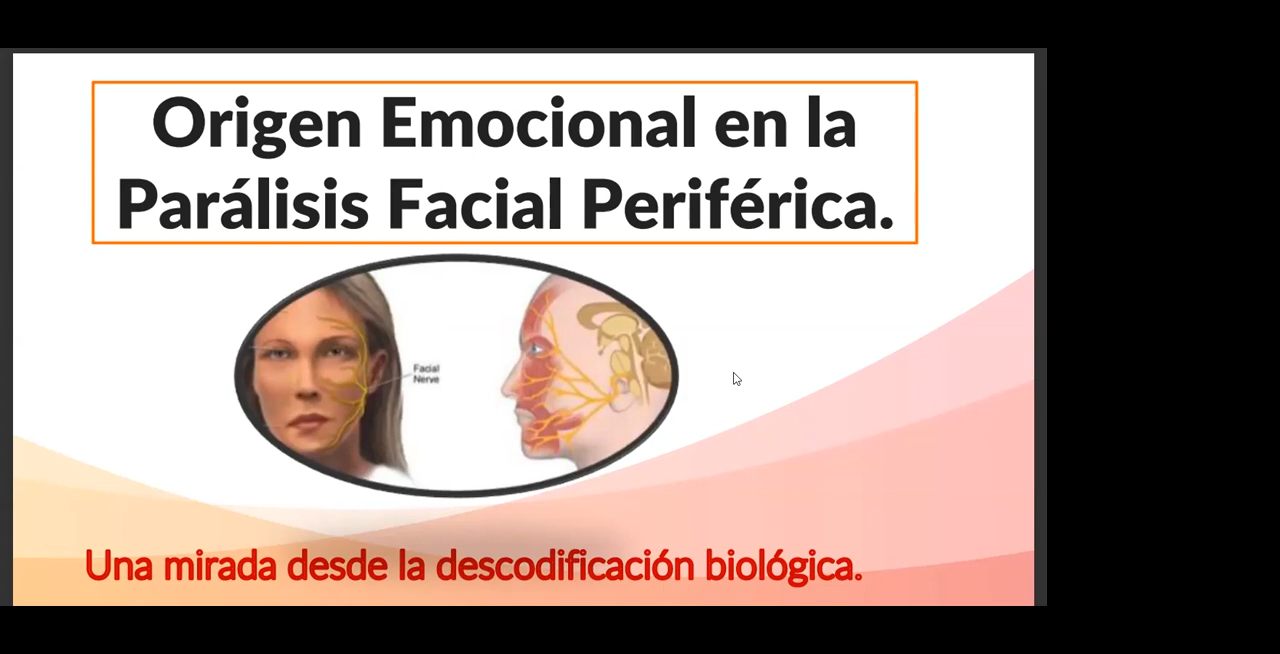 Origen Emocional en la
Parálisis Facial Periférica.
Facial
Nerve
Una mirada desde la descodificación biológica.